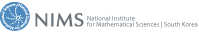 NIMS National Institute
for Mathematical Sciences | South Korea